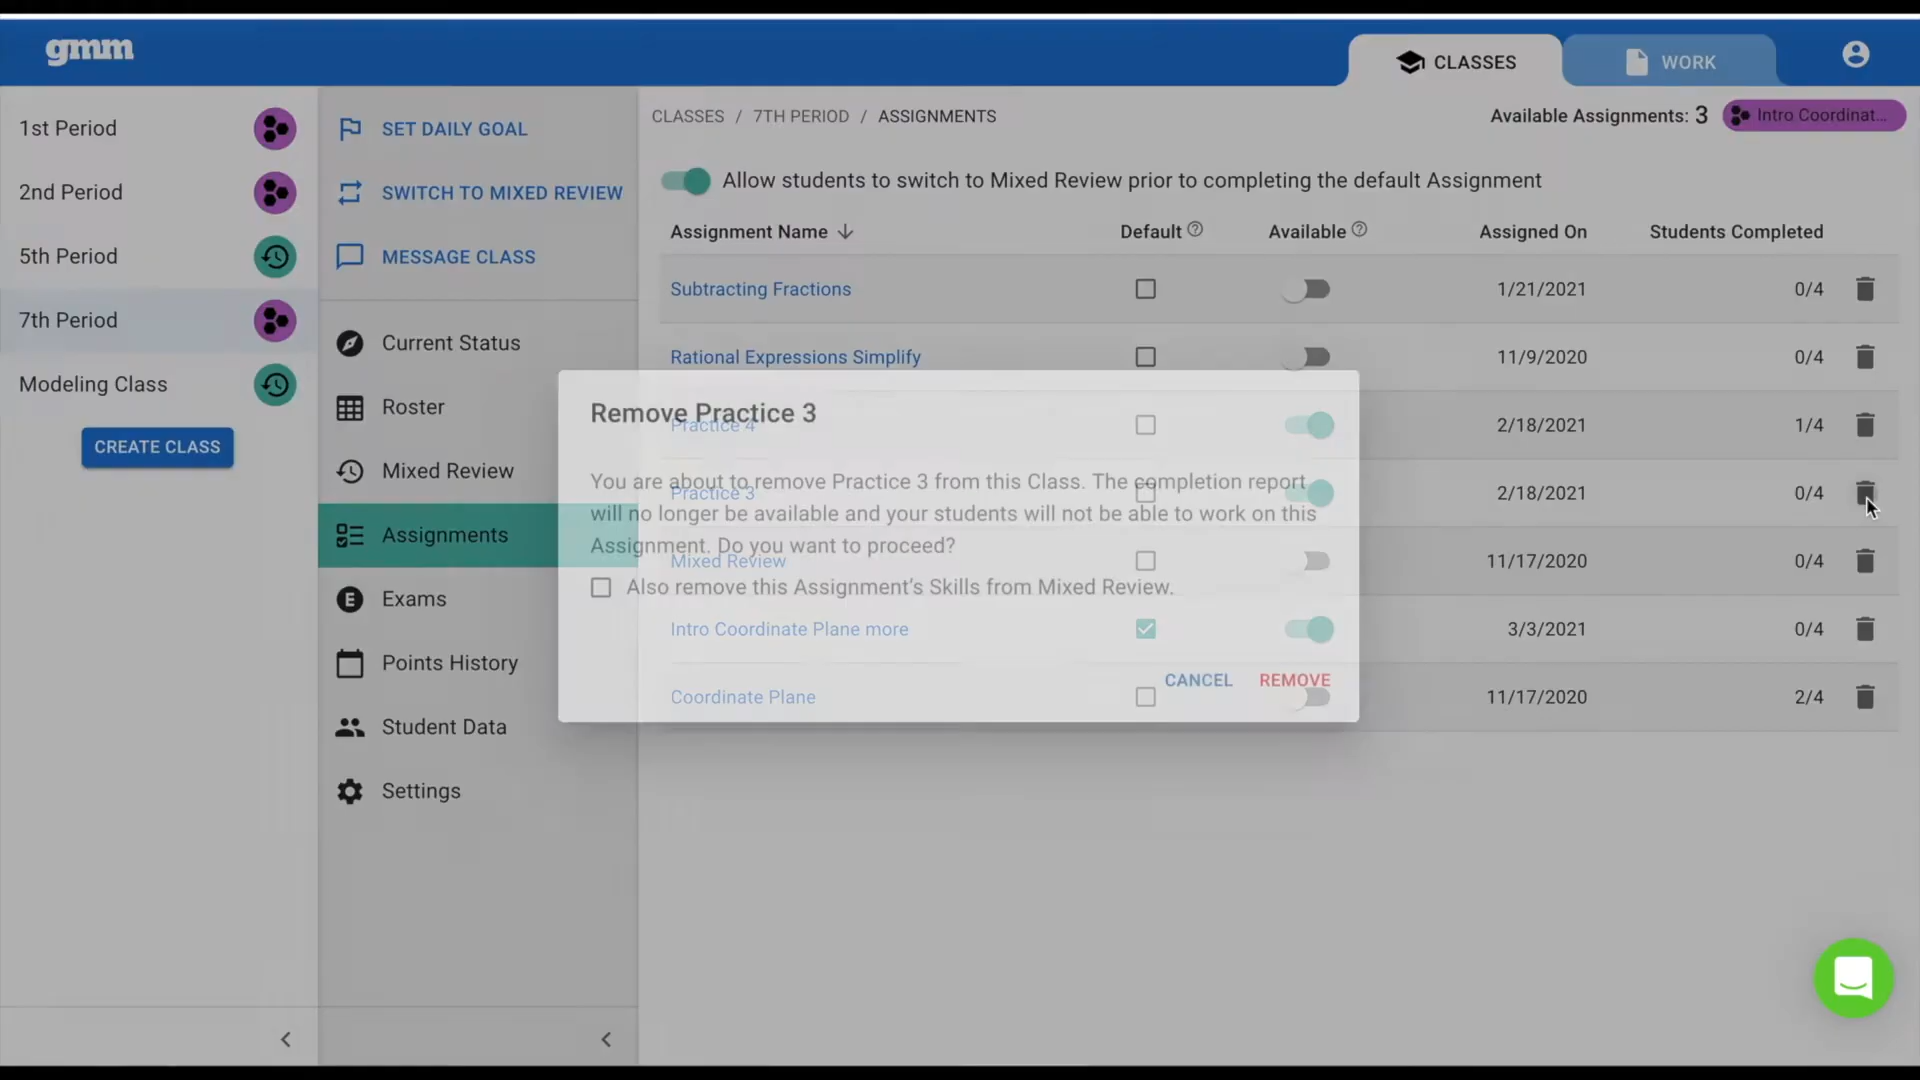 gmm
CLASSES
WORK
1st Period
2nd Period
5th Period
7th Period
Modeling Class
CREATE CLASS
SET DAILY GOAL
SWITCH TO MIXED REVIEW
MESSAGE CLASS
Current Status
Roster
Mixed Review
Assignments
E Exams
Points History
Student Data
Settings
CLASSES / 7TH PERIOD / ASSIGNMENTS
Available Assignments: 3 Intro Coordinat...
Allow students to switch to Mixed Review prior to completing the default Assignment
Assignment Name Default ? Available ? Assigned On Students Completed
Subtracting Fractions 1/21/2021 0/4
Rational Expressions Simplify 11/9/2020 0/4
Practice 4 2/18/2021 1/4
Practice 3 2/18/2021 0/4
Mixed Review 11/17/2020 0/4
Intro Coordinate Plane more 3/3/2021 0/4
Coordinate Plane 11/17/2020 2/4
Remove Practice 3
You are about to remove Practice 3 from this Class. The completion report
will no longer be available and your students will not be able to work on this
Assignment. Do you want to proceed?
Also remove this Assignment's Skills from Mixed Review.
CANCEL REMOVE